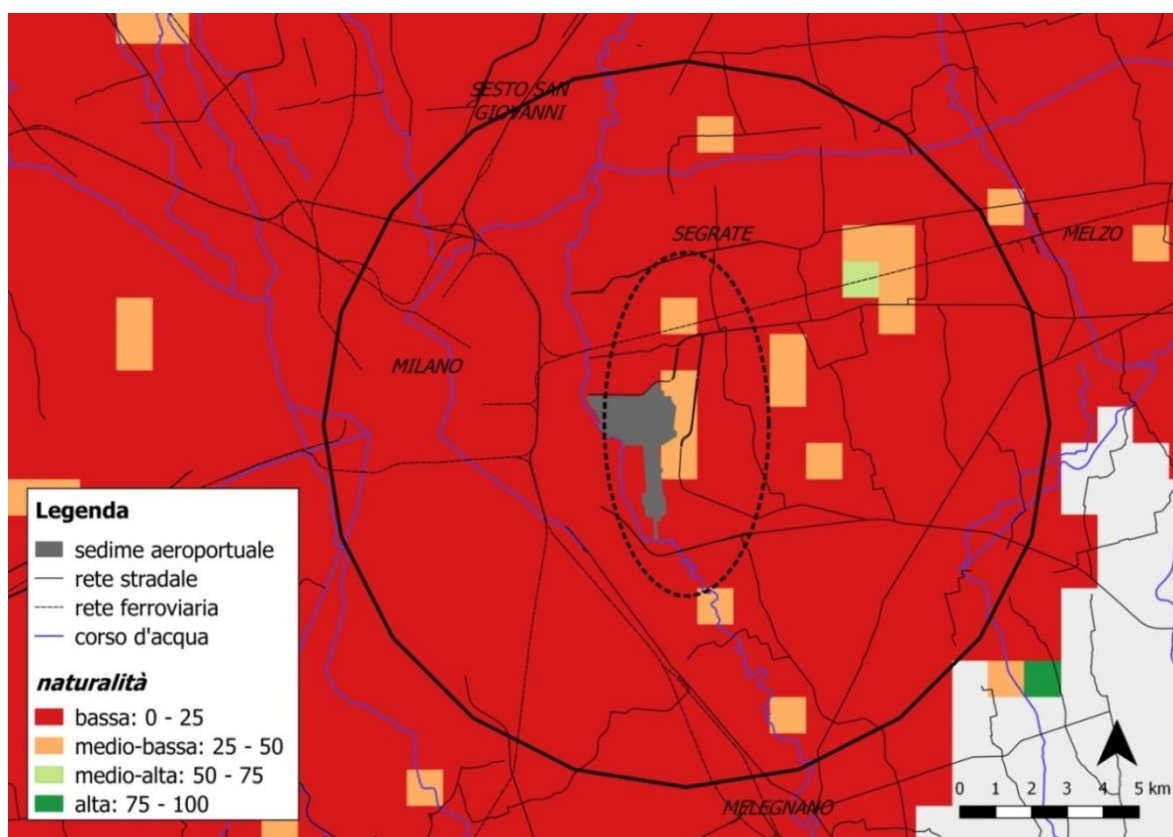 SESTO SAN
GIOVANNI
SEGRATE
MELZO
MILANO
MELEGNANO
Legenda
sedime aeroportuale
rete stradale
rete ferroviaria
corso d'acqua
naturalità
bassa: 0 - 25
medio-bassa: 25 - 50
medio-alta: 50 - 75
alta: 75 - 100
0 1 2 3 4 5 km